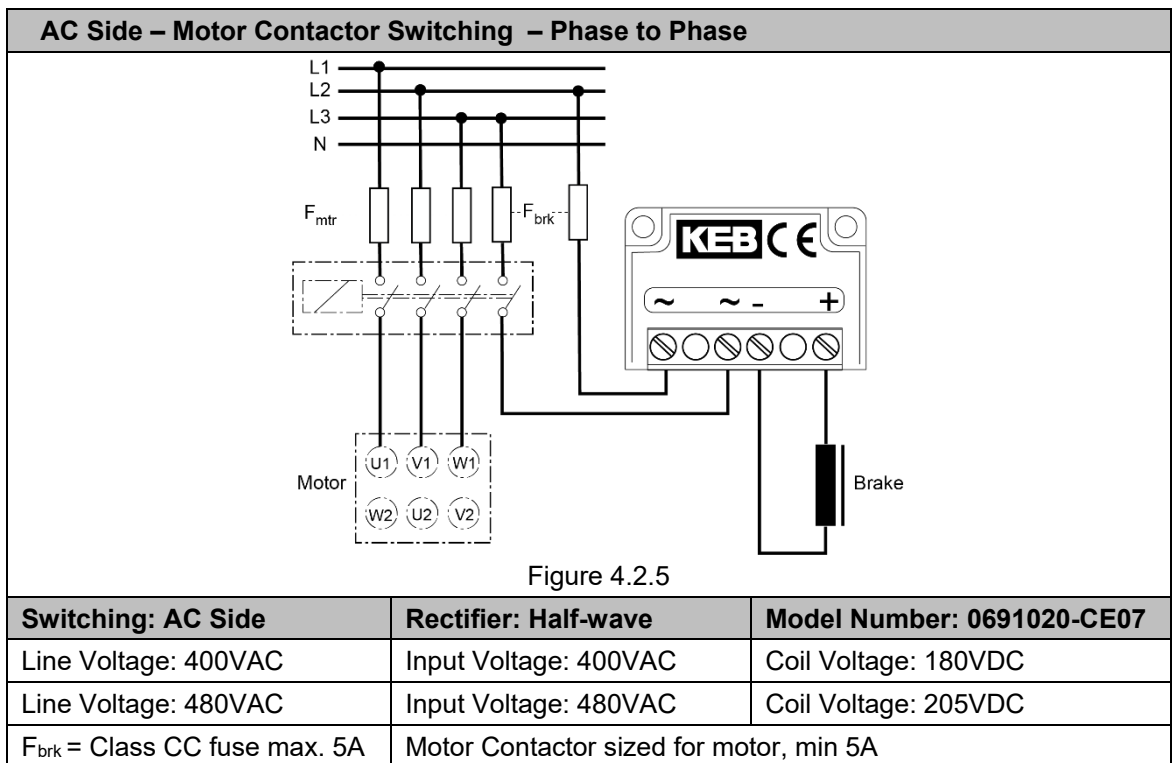 AC Side – Motor Contactor Switching – Phase to Phase
L1
L2
L3
N
Fmtr
Fbrk
KEB CE
~ ~ - +
U1 V1 W1
Motor
W2 U2 V2
Brake
Figure 4.2.5
Switching: AC Side Rectifier: Half-wave Model Number: 0691020-CE07
Line Voltage: 400VAC Input Voltage: 400VAC Coil Voltage: 180VDC
Line Voltage: 480VAC Input Voltage: 480VAC Coil Voltage: 205VDC
Fbrk = Class CC fuse max. 5A Motor Contactor sized for motor, min 5A